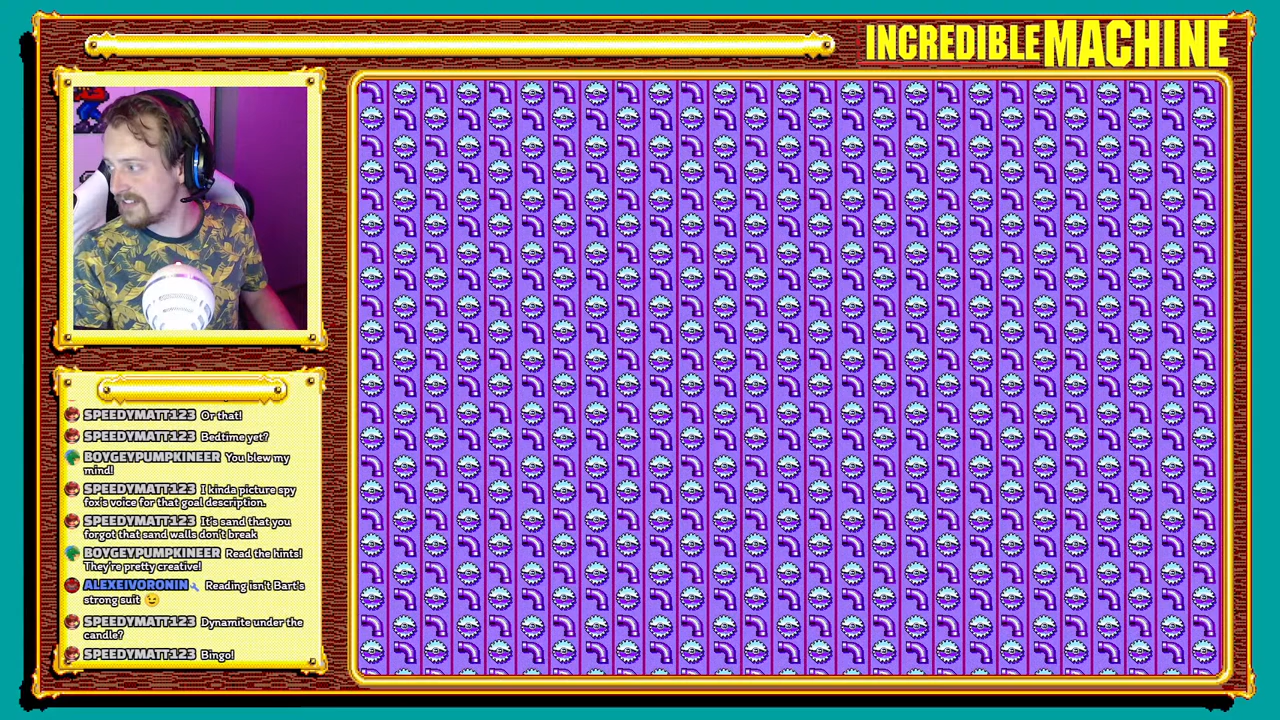 INCREDIBLE MACHINE
SPEEDYMATT123 Or that!
SPEEDYMATT123 Bedtime yet?
BOYGEYPUMPKINEER You blew my
mind!
SPEEDYMATT123 I kinda picture spy
fox's voice for that goal description.
SPEEDYMATT123 It's sand that you
forgot that sand walls don't break
BOYGEYPUMPKINEER Read the hints!
They're pretty creative!
ALEXEIVORONIN Reading isn't Bart's
strong suit 😉
SPEEDYMATT123 Dynamite under the
candle?
SPEEDYMATT123 Bingo!